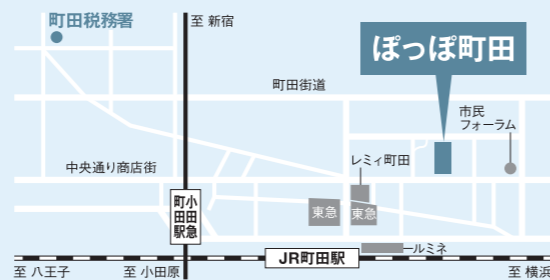 町田税務署
至 新宿
ぽっぽ町田
町田街道
市民
フォーラム
レミィ町田
中央通り商店街
小田急
町田駅
東急
東急
ルミネ
JR町田駅
至 八王子
至 小田原
至 横浜